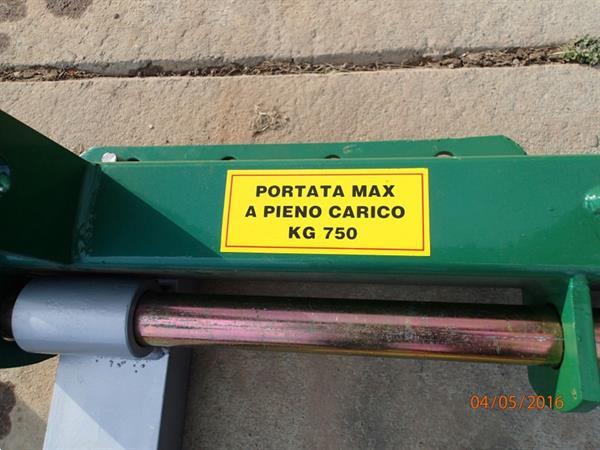 PORTATA MAX
A PIENO CARICO
KG 750
04/05/2016